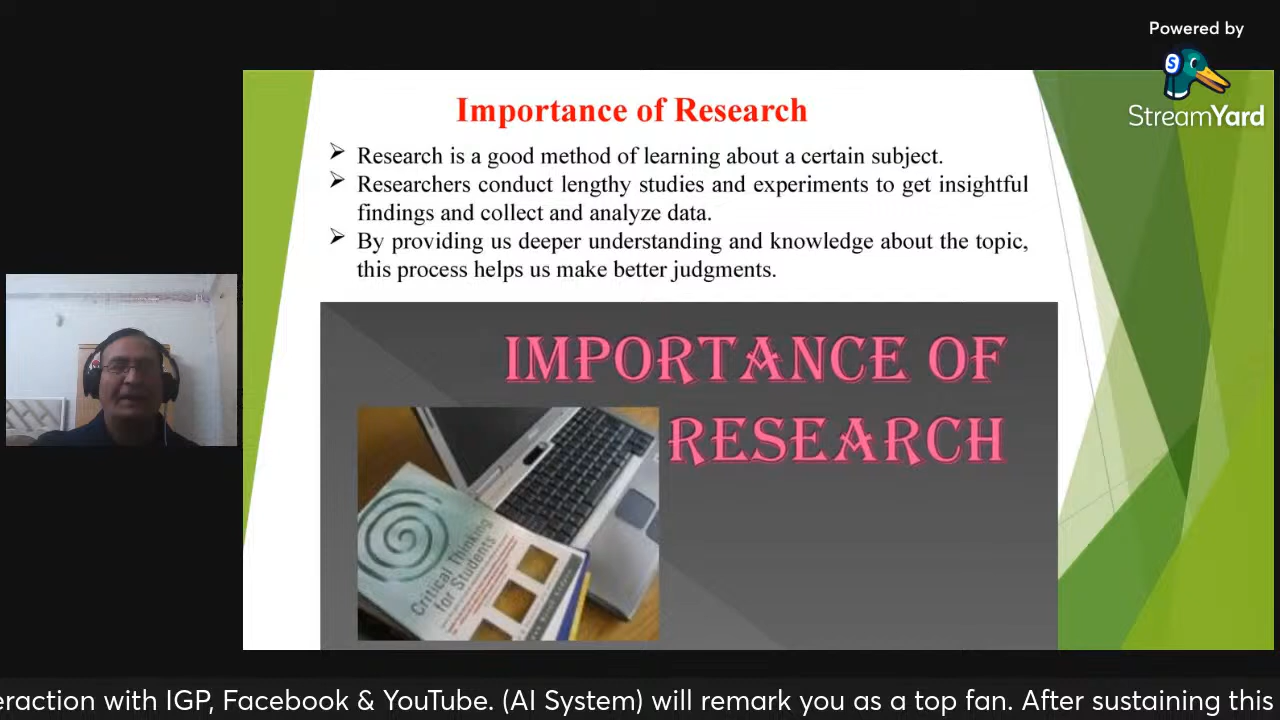 Powered by
StreamYard
Importance of Research
Research is a good method of learning about a certain subject.
Researchers conduct lengthy studies and experiments to get insightful
findings and collect and analyze data.
By providing us deeper understanding and knowledge about the topic,
this process helps us make better judgments.
IMPORTANCE OF
RESEARCH
Critical Thinking
for Students
eraction with IGP, Facebook & YouTube. (AI System) will remark you as a top fan. After sustaining this